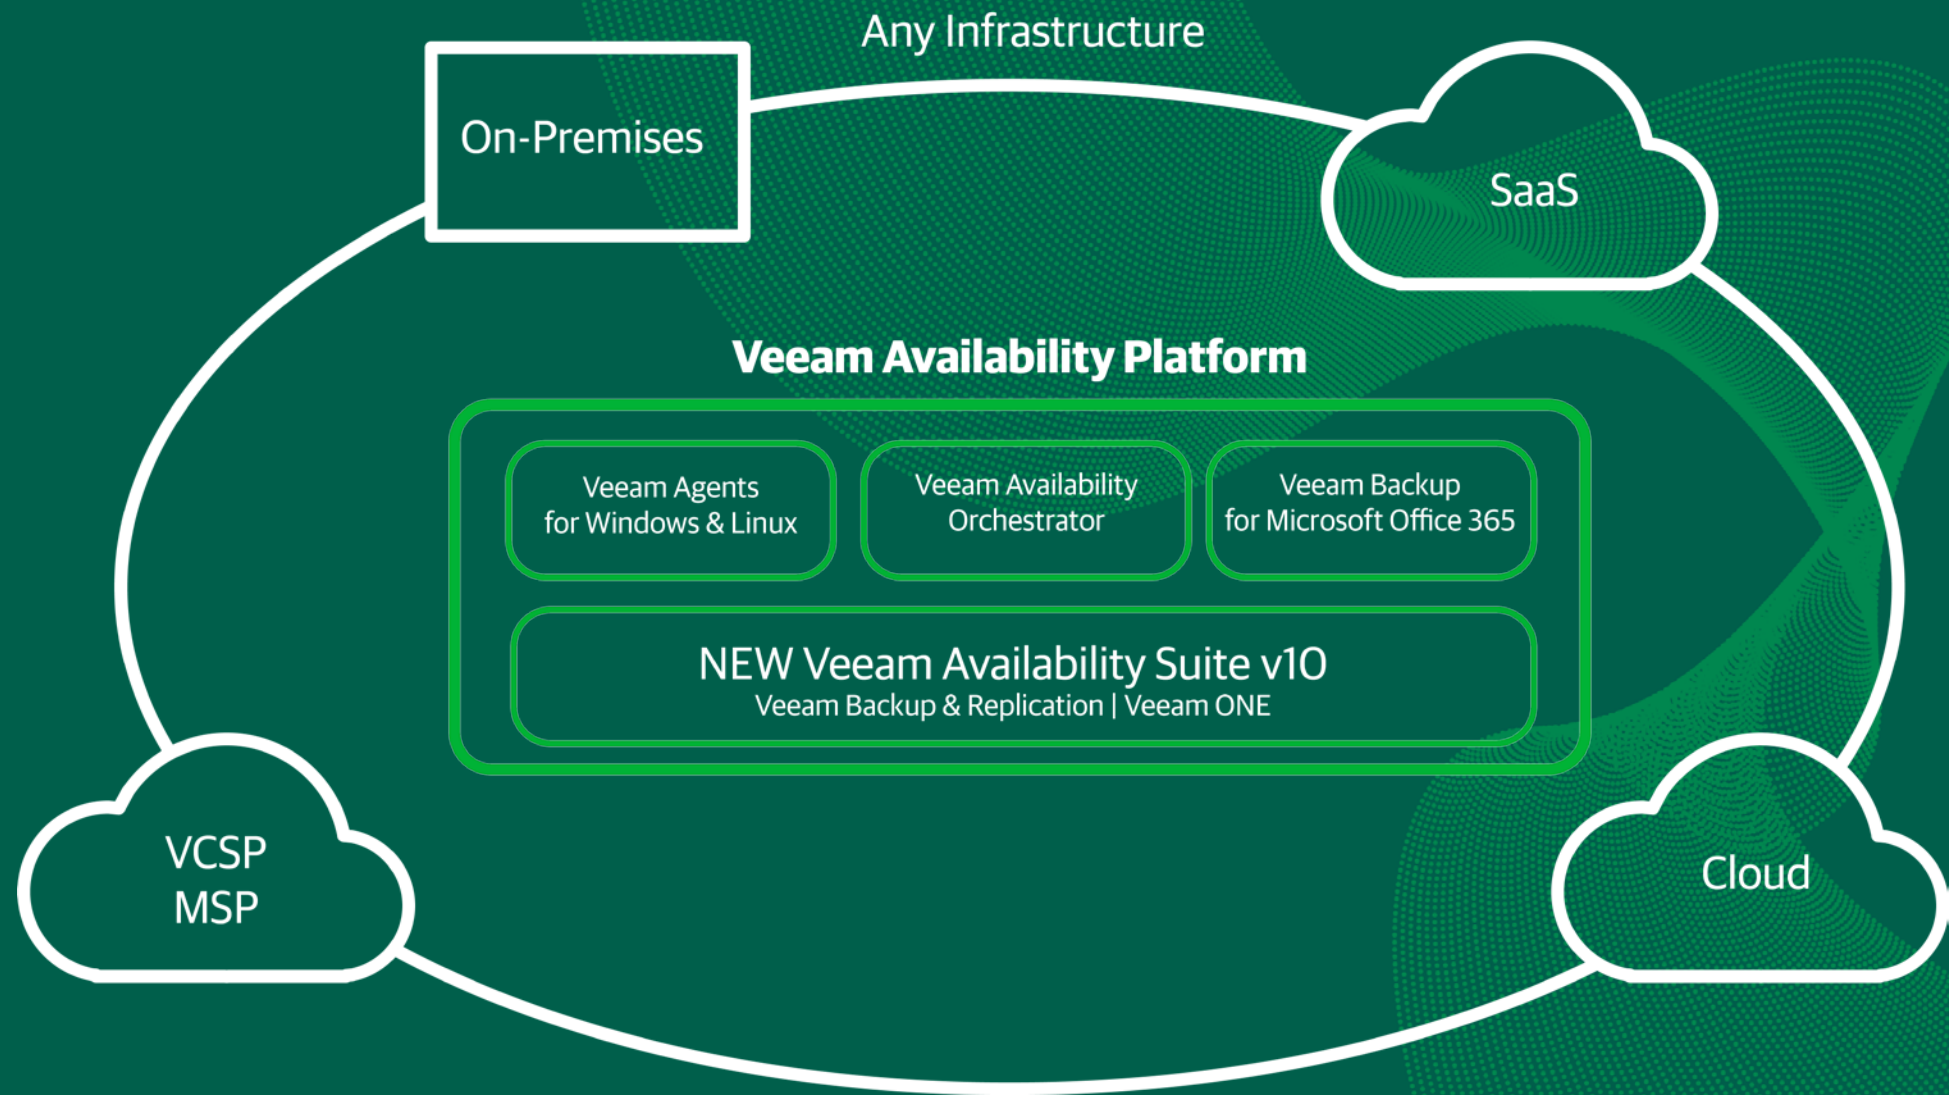 Any Infrastructure
On-Premises
SaaS
Veeam Availability Platform
Veeam Agents
for Windows & Linux
Veeam Availability
Orchestrator
Veeam Backup
for Microsoft Office 365
NEW Veeam Availability Suite v10
Veeam Backup & Replication | Veeam ONE
VCSP
MSP
Cloud